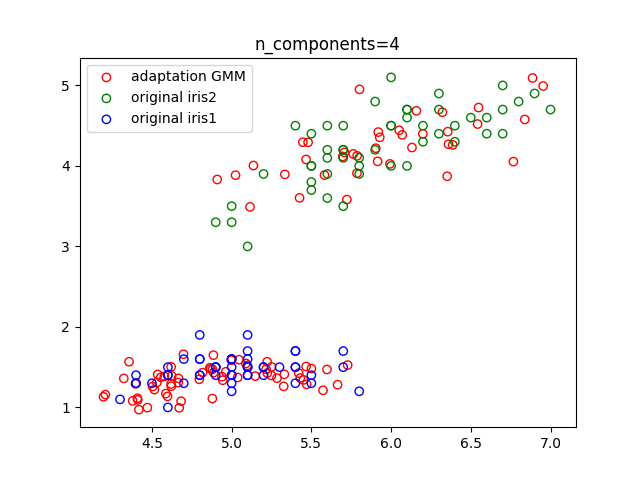 n_components=4
adaptation GMM
original iris2
original iris1
5
4
3
2
1
4.5 5.0 5.5 6.0 6.5 7.0